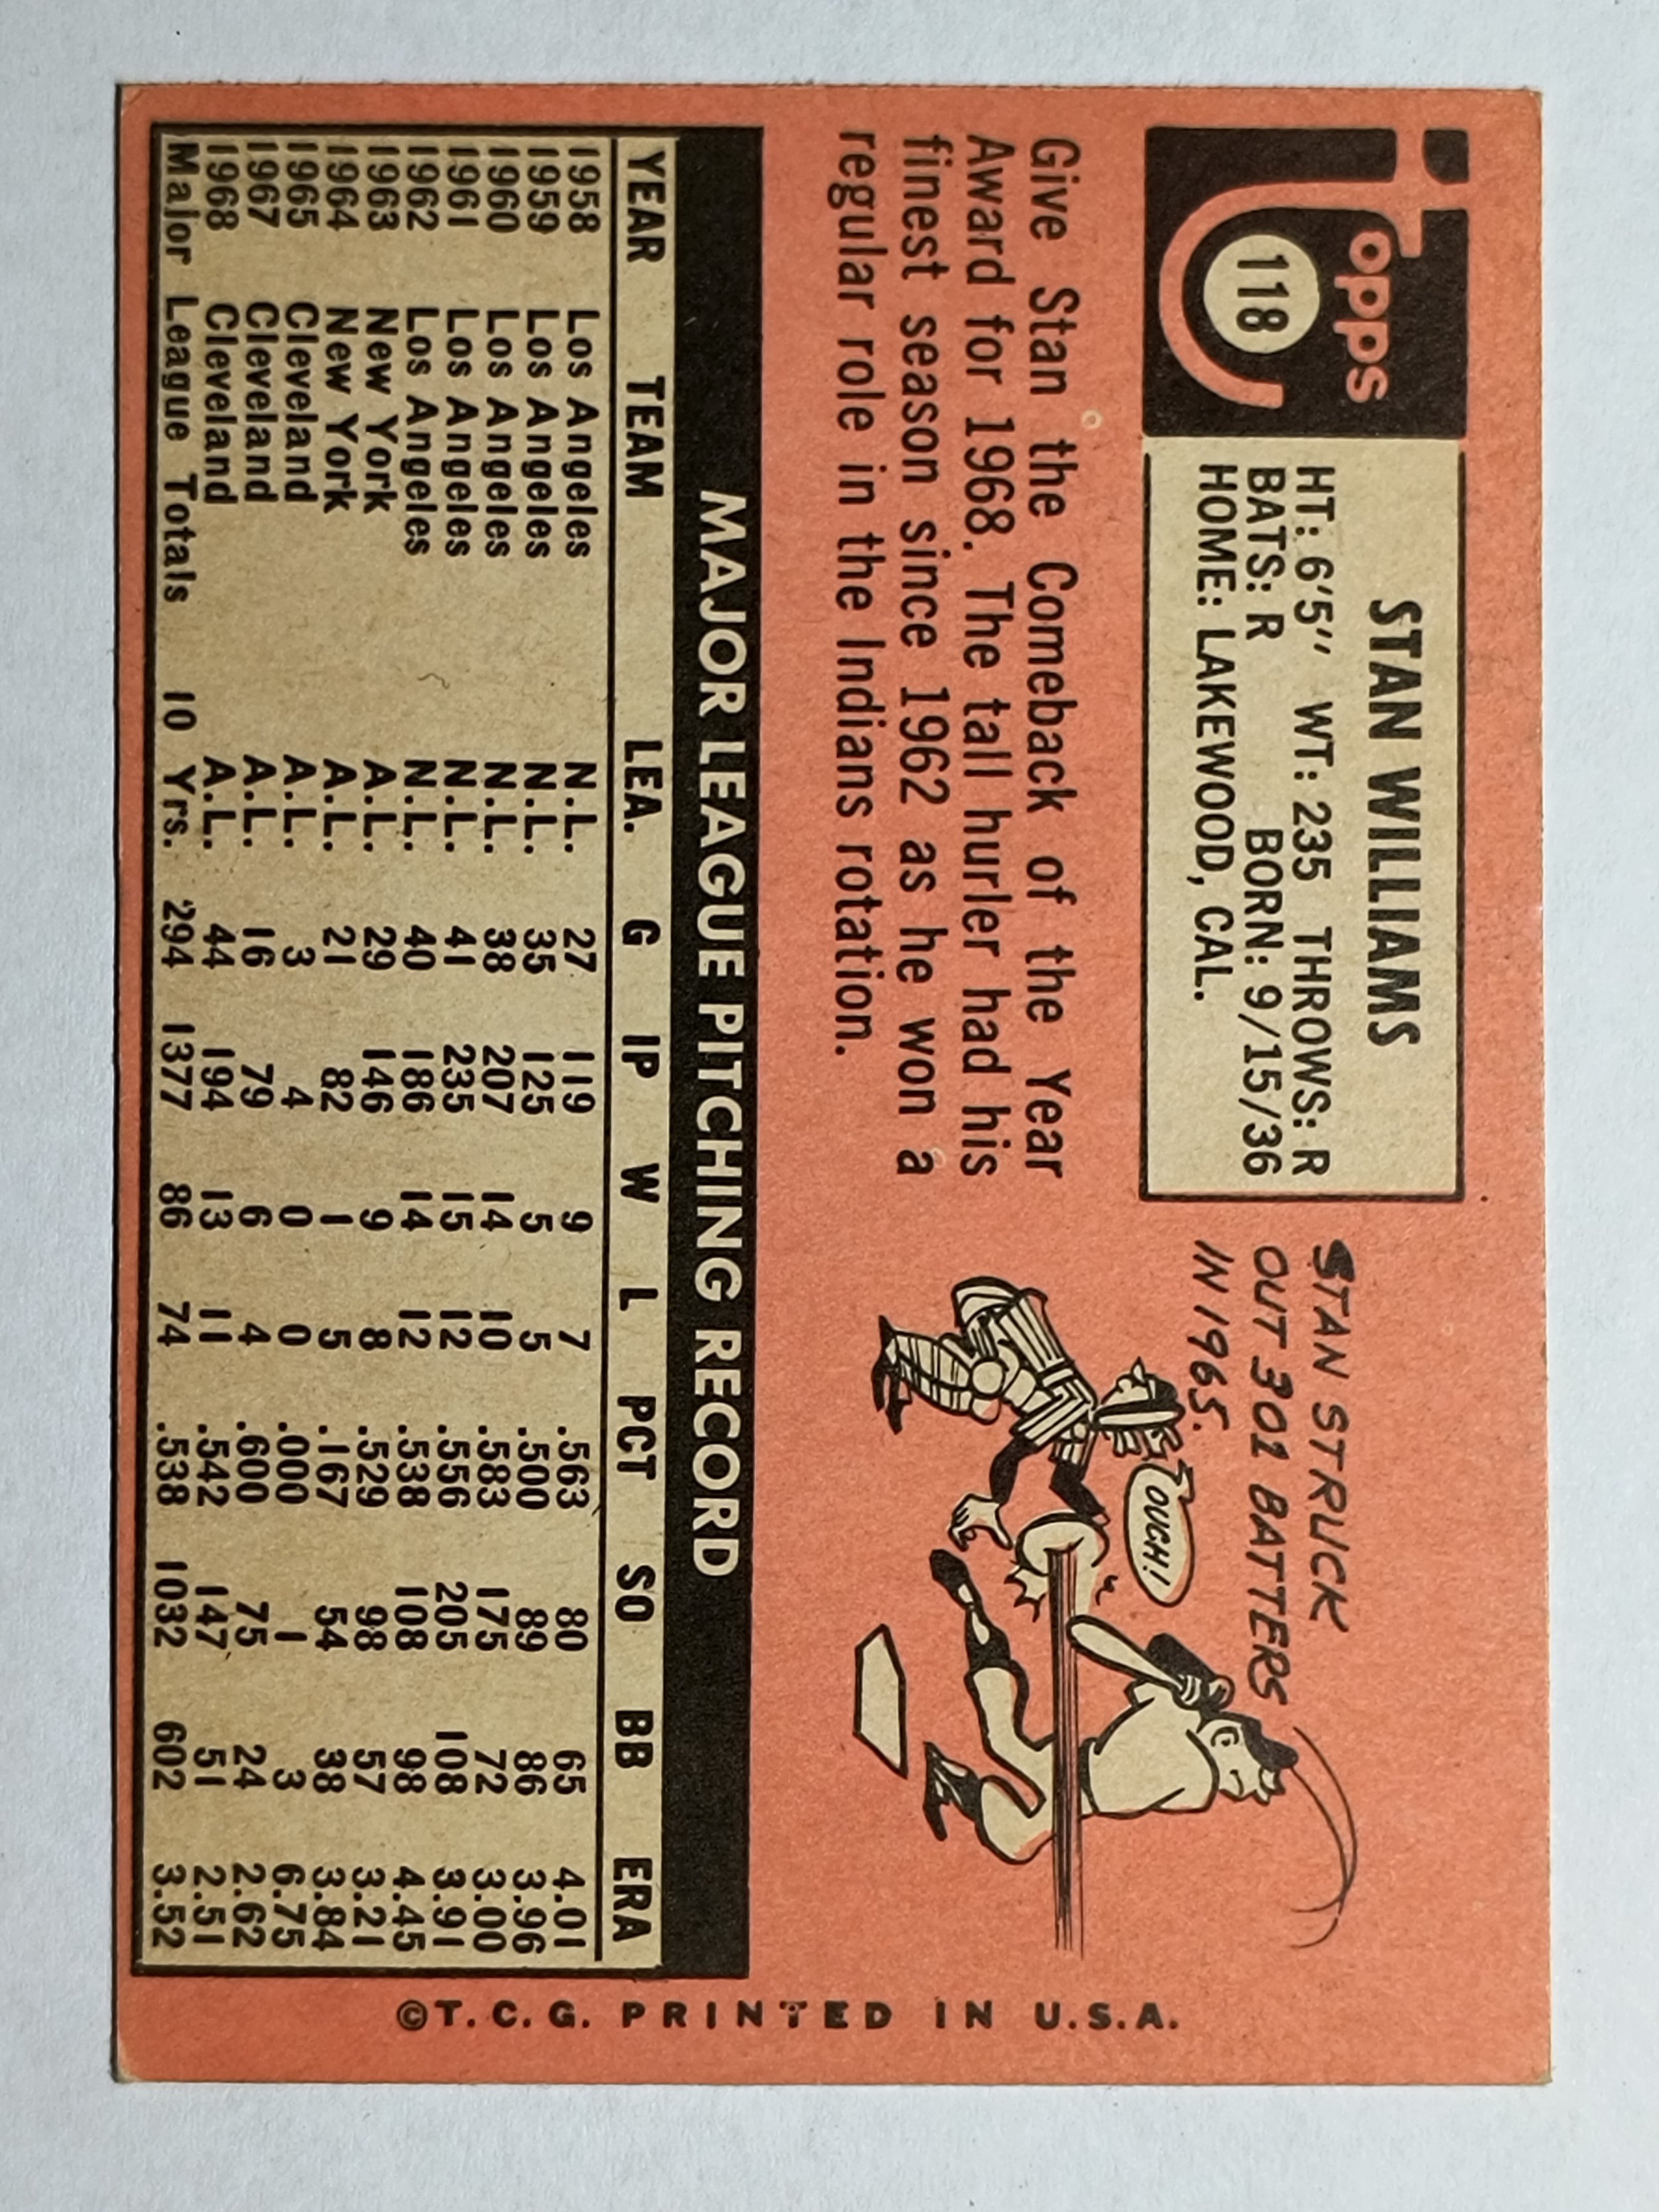 Topps
118
STAN WILLIAMS
HT: 6'5" WT: 235 THROWS: R
BATS: R BORN: 9/15/36
HOME: LAKEWOOD, CAL.
Give Stan the Comeback of the Year
Award for 1968. The tall hurler had his
finest season since 1962 as he won a
regular role in the Indians rotation.
STAN STRUCK
OUT 301 BATTERS
IN 1965.
OUCH!
MAJOR LEAGUE PITCHING RECORD
YEAR TEAM LEA. G IP W L PCT SO BB ERA
1958 Los Angeles N.L. 27 119 9 7 .563 80 65 4.01
1959 Los Angeles N.L. 35 125 5 5 .500 89 86 3.96
1960 Los Angeles N.L. 38 207 14 10 .583 175 72 3.00
1961 Los Angeles N.L. 41 235 15 12 .556 205 108 3.91
1962 Los Angeles N.L. 40 186 14 12 .538 108 98 4.45
1963 New York A.L. 29 146 9 8 .529 98 57 3.21
1964 New York A.L. 21 82 1 5 .167 54 38 3.84
1965 Cleveland A.L. 3 4 0 0 .000 1 3 6.75
1967 Cleveland A.L. 16 79 6 4 .600 75 24 2.62
1968 Cleveland A.L. 44 194 13 11 .542 147 51 2.51
Major League Totals 10 Yrs. 294 1377 86 74 .538 1032 602 3.52
©T.C.G. PRINTED IN U.S.A.